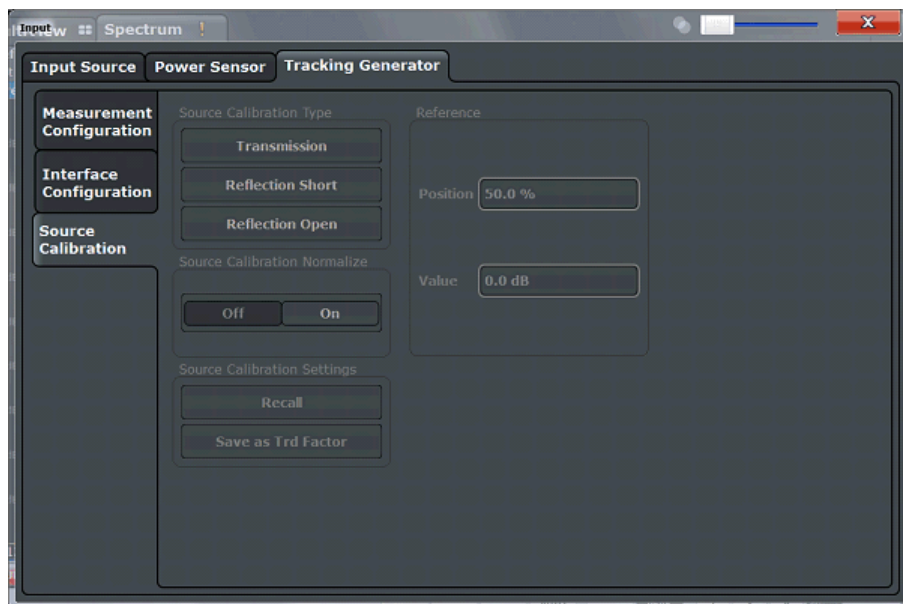 Input
Spectrum !
X
Input Source
Power Sensor
Tracking Generator
Measurement
Configuration
Interface
Configuration
Source
Calibration
Source Calibration Type
Transmission
Reflection Short
Reflection Open
Source Calibration Normalize
Off
On
Source Calibration Settings
Recall
Save as Trd Factor
Reference
Position
50.0 %
Value
0.0 dB